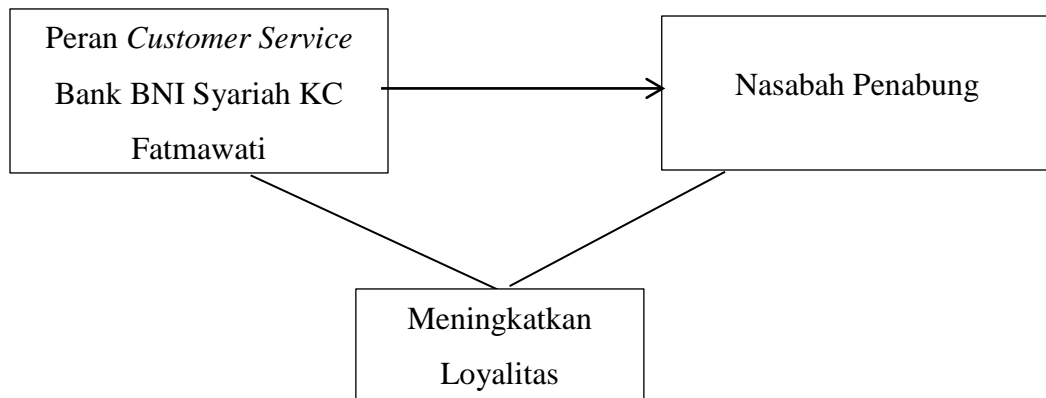 Peran Customer Service
Bank BNI Syariah KC
Fatmawati
Nasabah Penabung
Meningkatkan
Loyalitas